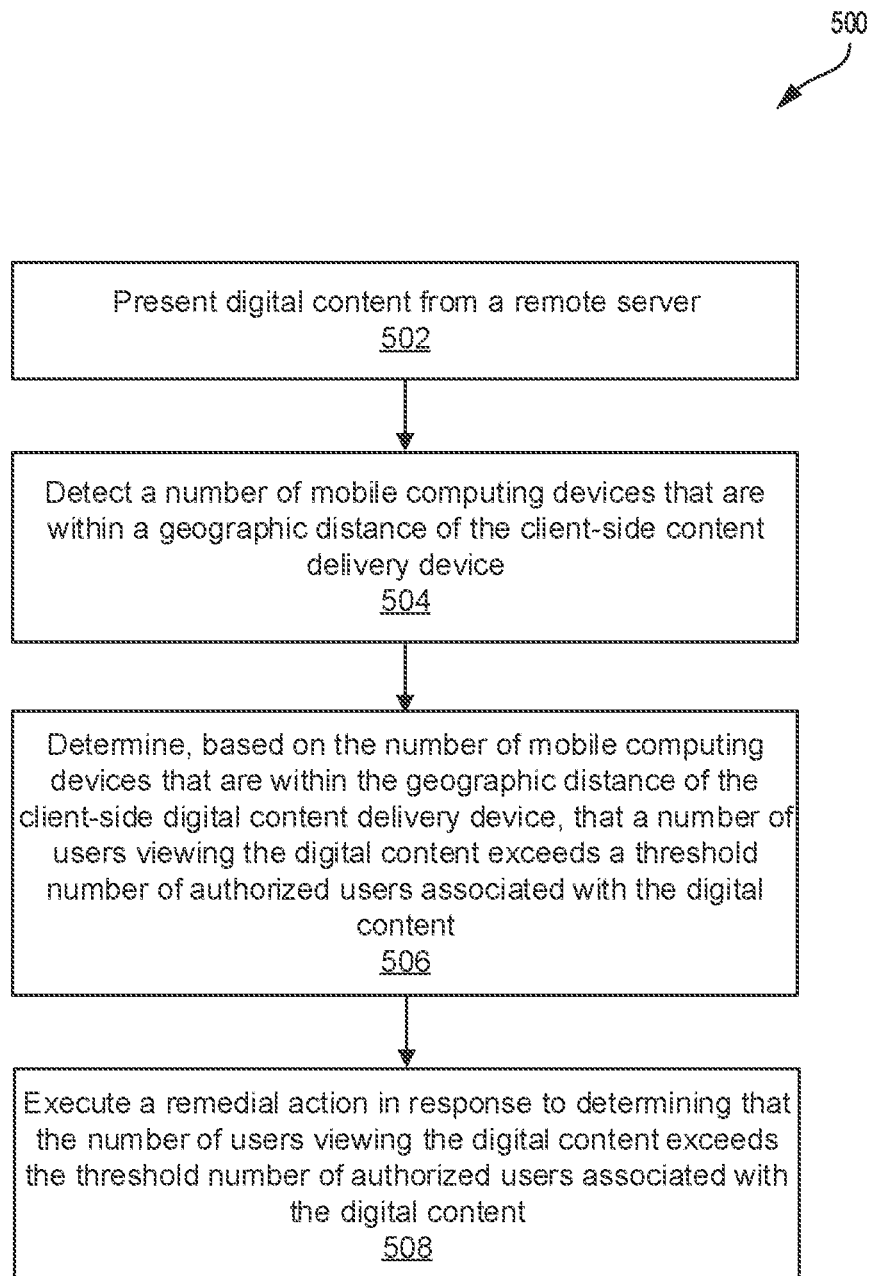 500
Present digital content from a remote server
502
Detect a number of mobile computing devices that are
within a geographic distance of the client-side content
delivery device
504
Determine, based on the number of mobile computing
devices that are within the geographic distance of the
client-side digital content delivery device, that a number of
users viewing the digital content exceeds a threshold
number of authorized users associated with the digital
content
506
Execute a remedial action in response to determining that
the number of users viewing the digital content exceeds
the threshold number of authorized users associated with
the digital content
508